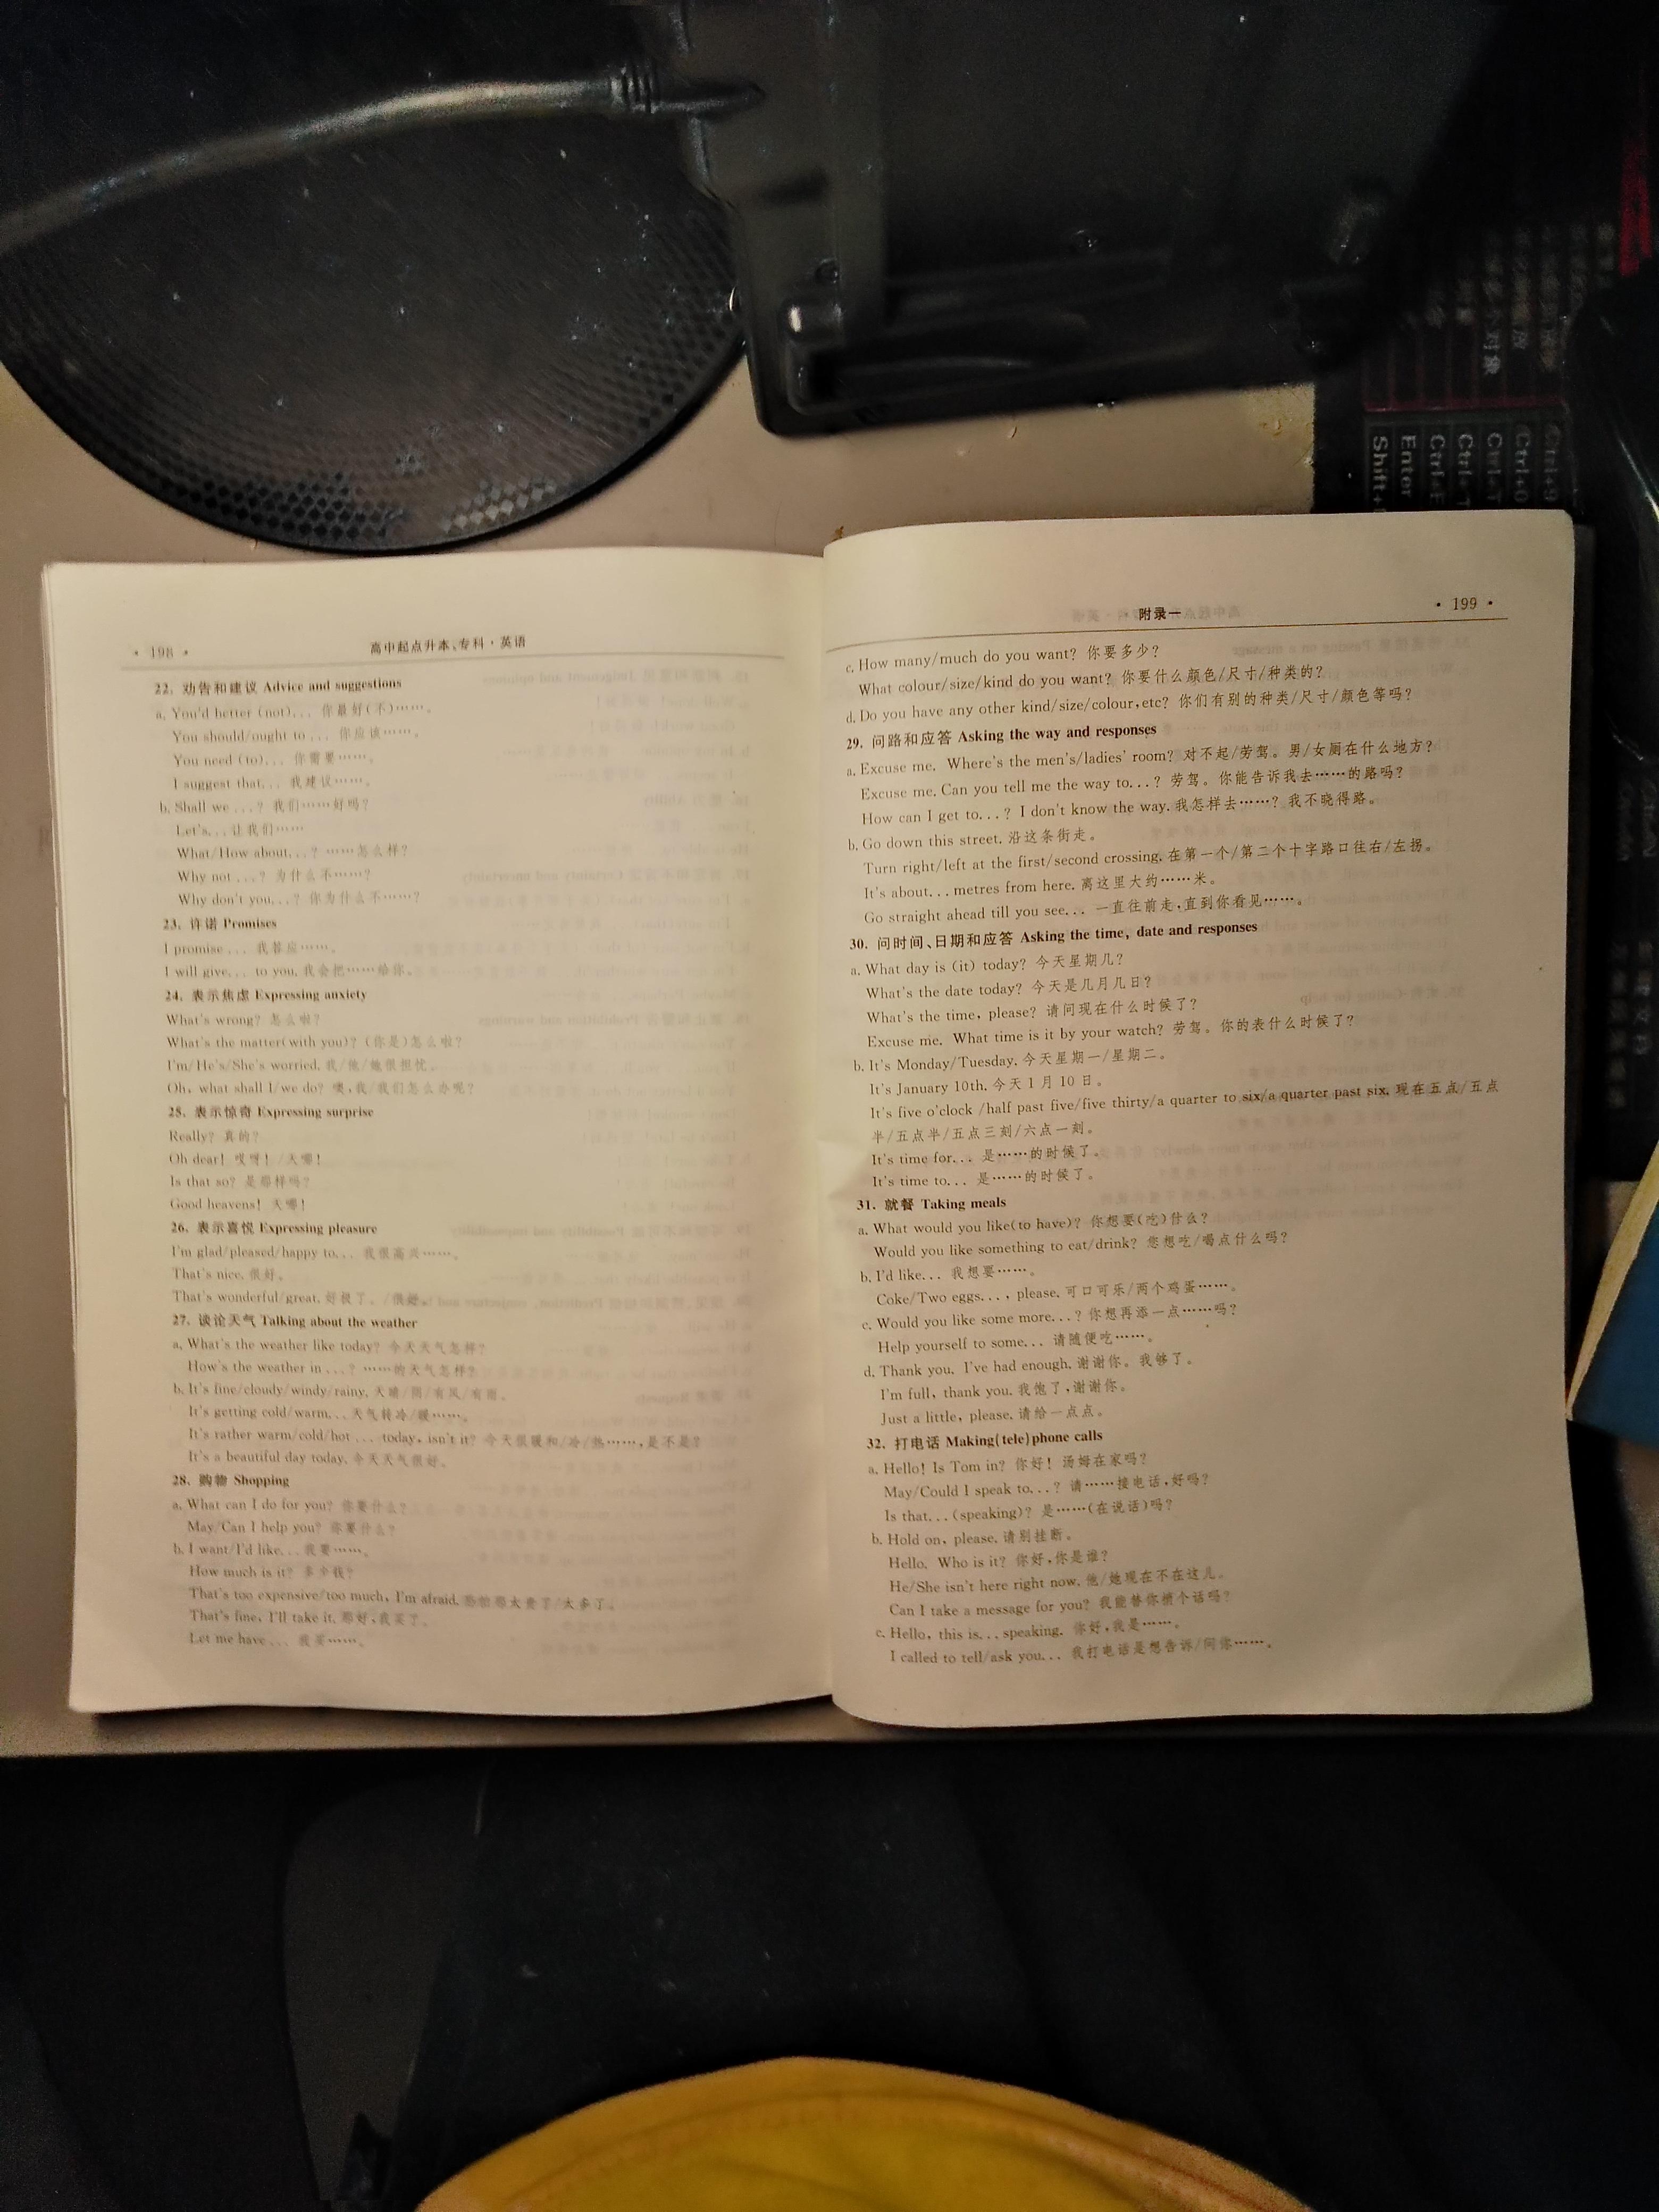 · 198 ·
高中起点升本、专科·英语
22. 劝告和建议 Advice and suggestions
a. You'd better (not)... 你最好(不)……。
You should/ought to ... 你应该……。
You need (to)... 你需要……。
I suggest that... 我建议……。
b. Shall we ...? 我们……好吗?
Let's...让我们……
What/How about...? ……怎么样?
Why not ...? 为什么不……?
Why don't you...? 你为什么不……?
23. 许诺 Promises
I promise ... 我答应……。
I will give... to you. 我会把……给你。
24. 表示焦虑 Expressing anxiety
What's wrong? 怎么啦?
What's the matter(with you)? (你是)怎么啦?
I'm/He's/She's worried. 我/他/她很担忧。
Oh, what shall I/we do? 噢,我/我们怎么办呢?
25. 表示惊奇 Expressing surprise
Really? 真的?
Oh dear! 哎呀! /天哪!
Is that so? 是那样吗?
Good heavens! 天哪!
26. 表示喜悦 Expressing pleasure
I'm glad/pleased/happy to... 我很高兴……。
That's nice. 很好。
That's wonderful/great. 好极了。/很好。
27. 谈论天气 Talking about the weather
a. What's the weather like today? 今天天气怎样?
How's the weather in ...? ……的天气怎样?
b. It's fine/cloudy/windy/rainy. 天晴/阴/有风/有雨。
It's getting cold/warm... 天气转冷/暖……。
It's rather warm/cold/hot ... today, isn't it? 今天很暖和/冷/热……,是不是?
It's a beautiful day today. 今天天气很好。
28. 购物 Shopping
a. What can I do for you? 你要什么?
May/Can I help you? 你要什么?
b. I want/I'd like... 我要……。
How much is it? 多少钱?
That's too expensive/too much, I'm afraid. 恐怕那太贵了/太多了。
That's fine, I'll take it. 那好,我买了。
Let me have ... 我买……。
附录一
· 199 ·
c. How many/much do you want? 你要多少?
What colour/size/kind do you want? 你要什么颜色/尺寸/种类的?
d. Do you have any other kind/size/colour,etc? 你们有别的种类/尺寸/颜色等吗?
29. 问路和应答 Asking the way and responses
a. Excuse me. Where's the men's/ladies' room? 对不起/劳驾。男/女厕在什么地方?
Excuse me. Can you tell me the way to...? 劳驾。你能告诉我去……的路吗?
How can I get to...? I don't know the way. 我怎样去……? 我不晓得路。
b. Go down this street. 沿这条街走。
Turn right/left at the first/second crossing. 在第一个/第二个十字路口往右/左拐。
It's about... metres from here. 离这里大约……米。
Go straight ahead till you see... 一直往前走,直到你看见……。
30. 问时间、日期和应答 Asking the time, date and responses
a. What day is (it) today? 今天星期几?
What's the date today? 今天是几月几日?
What's the time, please? 请问现在什么时候了?
Excuse me. What time is it by your watch? 劳驾。你的表什么时候了?
b. It's Monday/Tuesday. 今天星期一/星期二。
It's January 10th. 今天1月10日。
It's five o'clock /half past five/five thirty/a quarter to six/a quarter past six. 现在五点/五点
半/五点半/五点三刻/六点一刻。
It's time for... 是……的时候了。
It's time to... 是……的时候了。
31. 就餐 Taking meals
a. What would you like(to have)? 你想要(吃)什么?
Would you like something to eat/drink? 您想吃/喝点什么吗?
b. I'd like... 我想要……。
Coke/Two eggs..., please. 可口可乐/两个鸡蛋……。
c. Would you like some more...? 你想再添一点……吗?
Help yourself to some... 请随便吃……。
d. Thank you. I've had enough. 谢谢你。我够了。
I'm full, thank you. 我饱了,谢谢你。
Just a little, please. 请给一点点。
32. 打电话 Making(tele)phone calls
a. Hello! Is Tom in? 你好! 汤姆在家吗?
May/Could I speak to...? 请……接电话,好吗?
Is that...(speaking)? 是……(在说话)吗?
b. Hold on, please. 请别挂断。
Hello, Who is it? 你好,你是谁?
He/She isn't here right now. 他/她现在不在这儿。
Can I take a message for you? 我能替你捎个话吗?
c. Hello, this is... speaking. 你好,我是……。
I called to tell/ask you... 我打电话是想告诉/问你……。
对象
Ctrl+9
Ctrl+0
Enter